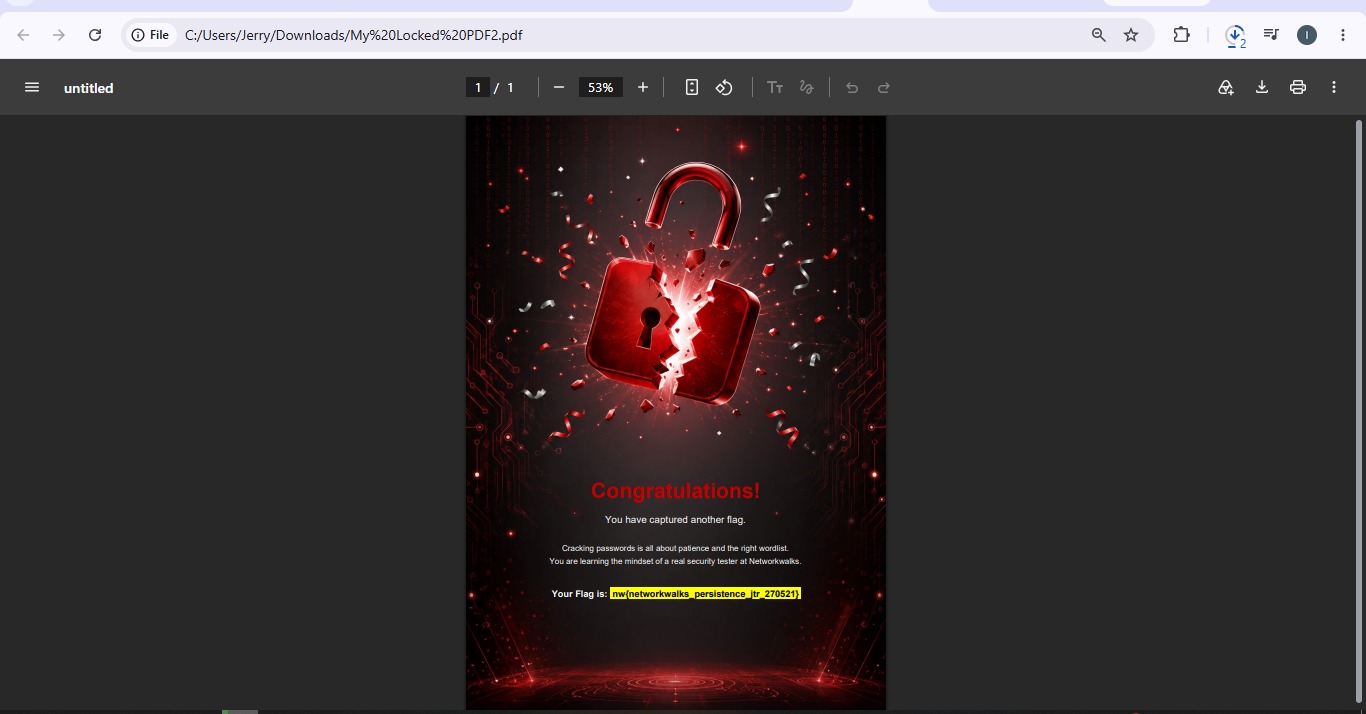 File
C:/Users/Jerry/Downloads/My%20Locked%20PDF2.pdf
2
I
untitled
1 / 1
53%
Congratulations!
You have captured another flag.
Cracking passwords is all about patience and the right wordlist.
You are learning the mindset of a real security tester at Networkwalks.
Your Flag is: nw{networkwalks_persistence_jtr_270521}